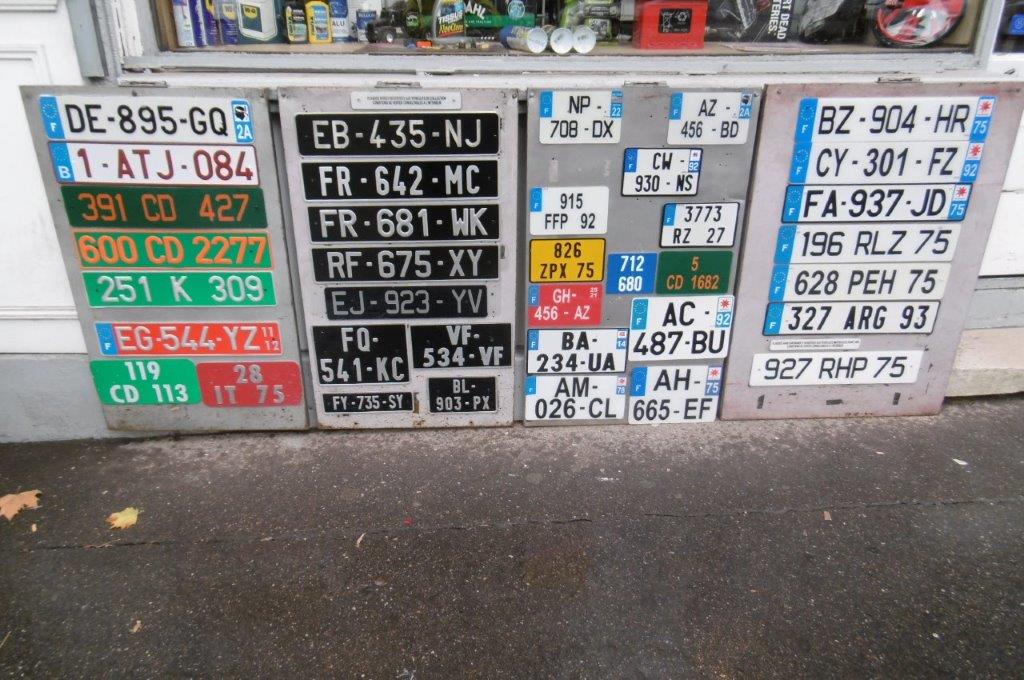 F DE-895-GQ 2A
B 1-ATJ-084
391 CD 427
600 CD 2277
251 K 309
F EG-544-YZ 11 12
119
CD 113
28
IT 75
EB-435-NJ
FR-642-MC
FR-681-WK
RF-675-XY
EJ-923-YV
FQ-
541-KC
VF-
534-VF
FY-735-SY
BL-
903-PX
F NP - 22
708-DX
F AZ - 2A
456-BD
F CW - 92
930-NS
F 915
FFP 92
F 3773
RZ 27
826
ZPX 75
712
680
5
CD 1682
F GH- 25 21
456-AZ
F AC - 92
487-BU
F BA- 14
234-UA
F AM -
026-CL
F AH- 75
665-EF
F BZ-904-HR 75
F CY-301-FZ 92
F FA-937-JD 75
F 196 RLZ 75
F 628 PEH 75
F 327 ARG 93
927 RHP 75